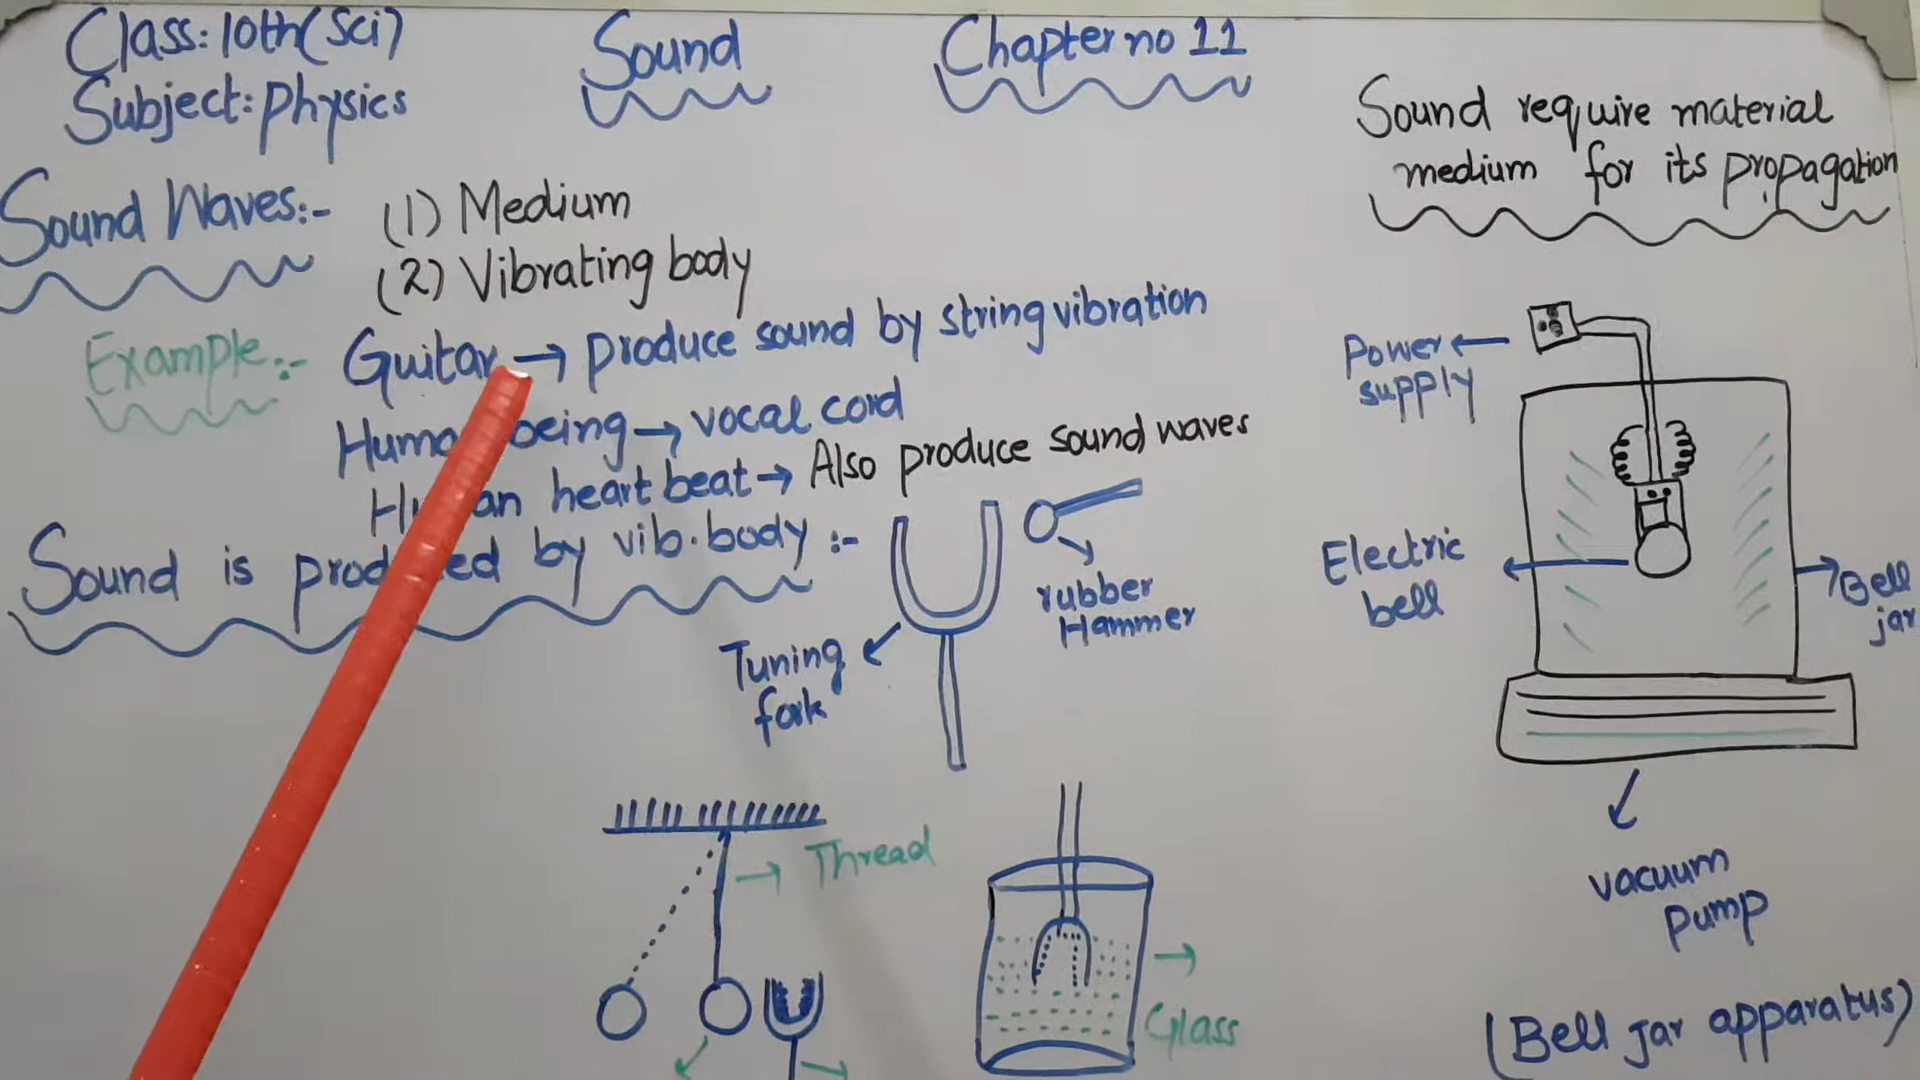 Class: 10th(Sci)
Subject: Physics
Sound
Chapter no 11
Sound Waves:-
(1) Medium
(2) Vibrating body
Example:-
Guitar → produce sound by string vibration
being → vocal cord
heart beat → Also produce sound waves
Sound is by vib. body :-
rubber
Hammer
Tuning
fork
Thread
Glass
Sound require material
medium for its propagation
Power
supply
Electric
bell
Bell
jar
vacuum
pump
(Bell jar apparatus)